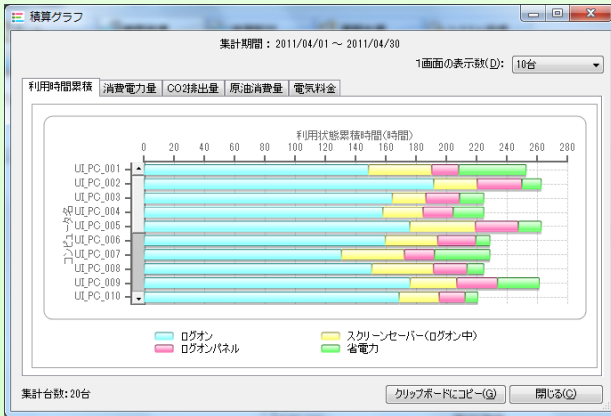 積算グラフ
集計期間： 2011/04/01 ～ 2011/04/30
1画面の表示数(D): 10台
利用時間累積 消費電力量 CO2排出量 原油消費量 電気料金
利用状態累積時間(時間)
0 20 40 60 80 100 120 140 160 180 200 220 240 260 280
コンピュータ名
UI_PC_001
UI_PC_002
UI_PC_003
UI_PC_004
UI_PC_005
UI_PC_006
UI_PC_007
UI_PC_008
UI_PC_009
UI_PC_010
ログオン スクリーンセーバー(ログオン中)
ログオンパネル 省電力
集計台数:20台 クリップボードにコピー(G) 閉じる(C)